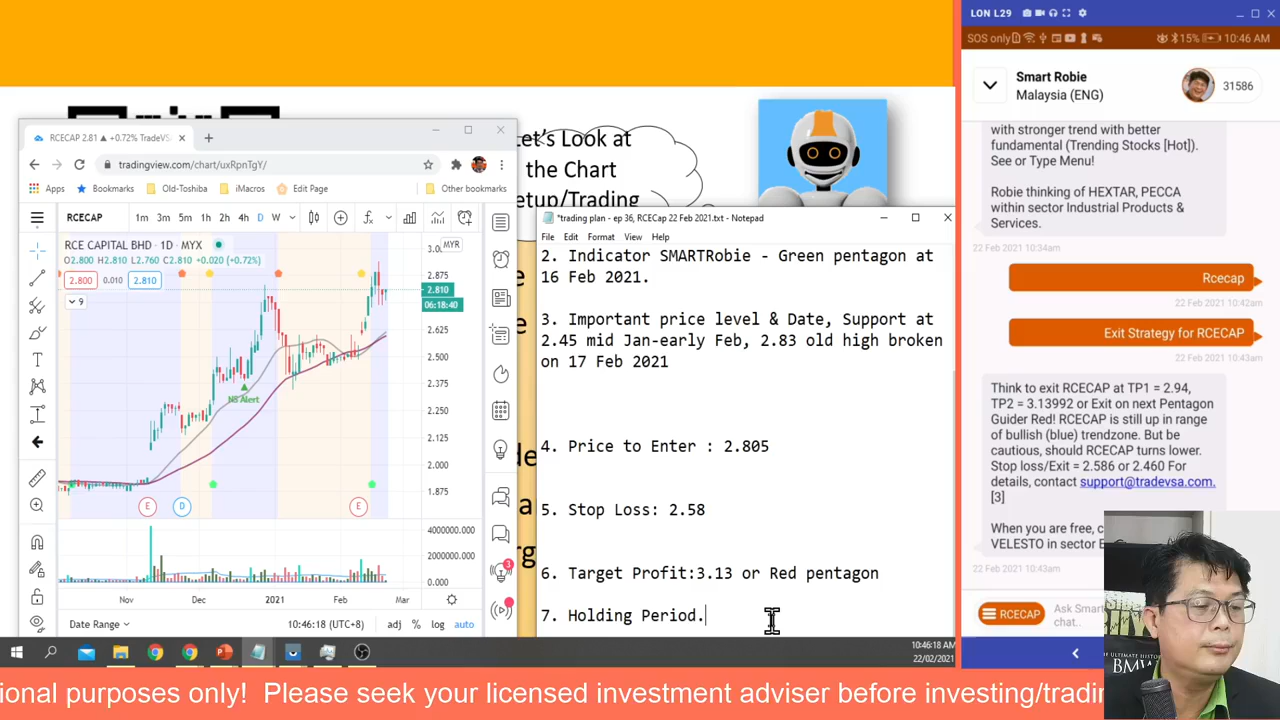 LON L29
SOS only
15% 10:46 AM
Smart Robie
Malaysia (ENG)
31586
with stronger trend with better
fundamental (Trending Stocks [Hot]).
See or Type Menu!
Robie thinking of HEXTAR, PECCA
within sector Industrial Products &
Services.
22 Feb 2021 10:34am
Rcecap
22 Feb 2021 10:42am
Exit Strategy for RCECAP
22 Feb 2021 10:43am
Think to exit RCECAP at TP1 = 2.94,
TP2 = 3.13992 or Exit on next Pentagon
Guider Red! RCECAP is still up in range
of bullish (blue) trendzone. But be
cautious, should RCECAP turns lower.
Stop loss/Exit = 2.586 or 2.460 For
details, contact support@tradevsa.com.
[3]
When you are free, c
VELESTO in sector E
22 Feb 2021 10:43am
RCECAP
Ask Sma
chat..
THE ULTIMATE HISTOR
BMW
Let's Look at
the Chart
etup/Trading
RCECAP 2.81 ▲ +0.72% TradeVS
tradingview.com/chart/uxRpnTgY/
Apps Bookmarks Old-Toshiba iMacros Edit Page Other bookmarks
RCECAP 1m 3m 5m 1h 2h 4h D W
RCE CAPITAL BHD · 1D · MYX
O2.800 H2.810 L2.760 C2.810 +0.020 (+0.72%)
2.800 0.010 2.810
9
MYR
3.0
2.875
2.810
06:18:40
2.625
2.500
2.375
2.250
2.125
2.000
1.875
NS Alert
E D E
4000000.000
2000000.000
0.000
Nov Dec 2021 Feb Mar
Date Range 10:46:18 (UTC+8) adj % log auto
3
*trading plan - ep 36, RCECap 22 Feb 2021.txt - Notepad
File Edit Format View Help
2. Indicator SMARTRobie - Green pentagon at
16 Feb 2021.
3. Important price level & Date, Support at
2.45 mid Jan-early Feb, 2.83 old high broken
on 17 Feb 2021
4. Price to Enter : 2.805
5. Stop Loss: 2.58
6. Target Profit:3.13 or Red pentagon
7. Holding Period.
10:46:18 AM
22/02/2021
ional purposes only! Please seek your licensed investment adviser before investing/tradin